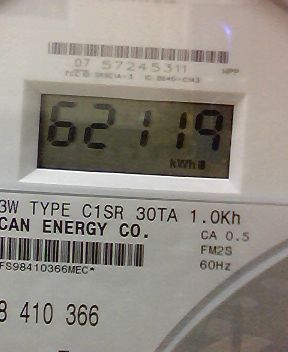 07 57245311 NPP
62119
kWh
3W TYPE C1SR 30TA 1.0Kh
CAN ENERGY CO.
CA 0.5
FM2S
60Hz
FS98410366MEC*
8 410 366